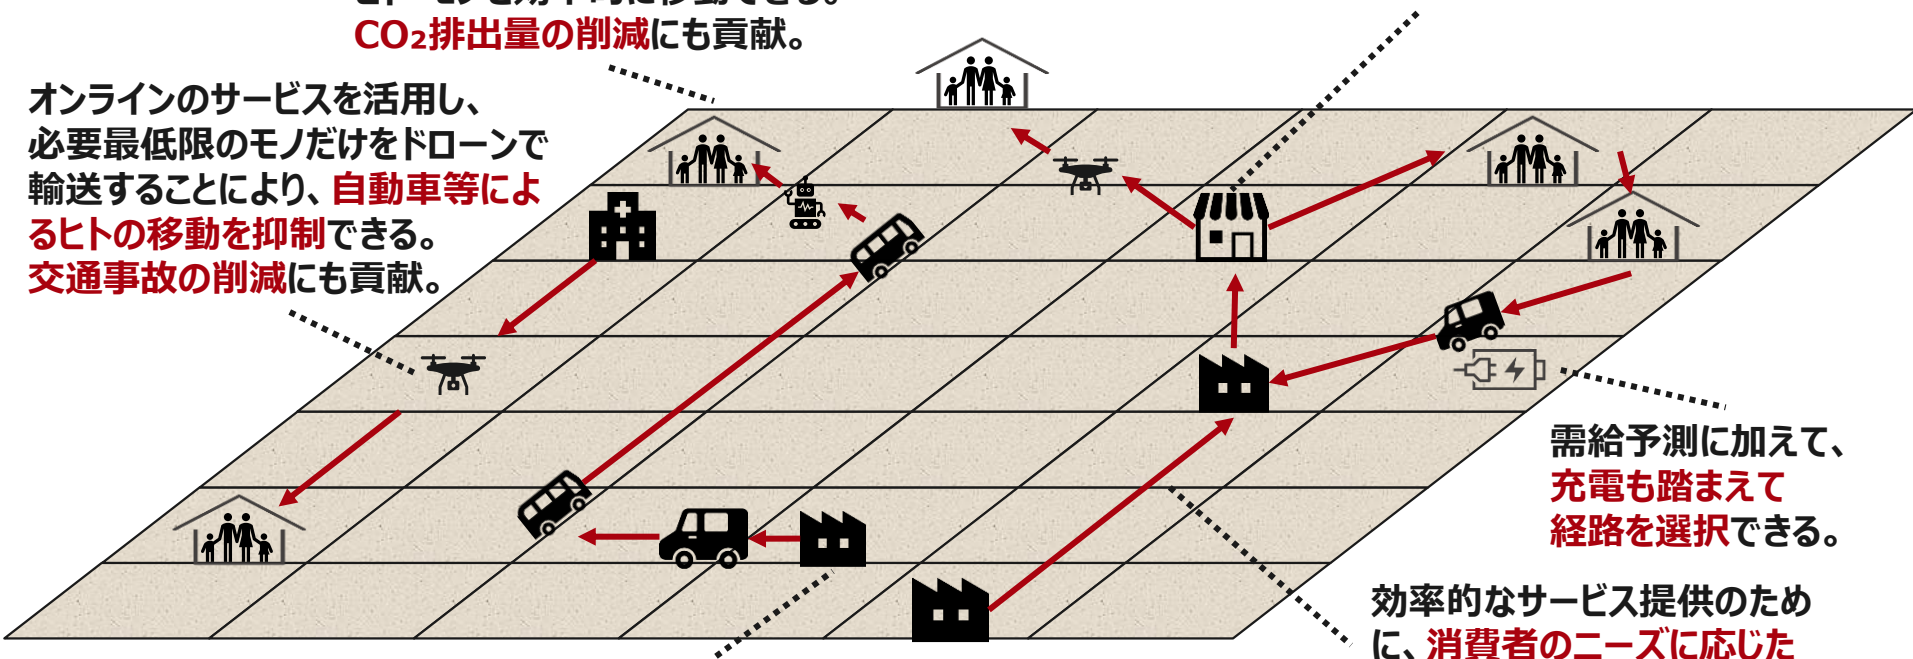 CO₂排出量の削減にも貢献。
オンラインのサービスを活用し、
必要最低限のモノだけをドローンで
輸送することにより、自動車等によ
るヒトの移動を抑制できる。
交通事故の削減にも貢献。
需給予測に加えて、
充電も踏まえて
経路を選択できる。
効率的なサービス提供のため
に、消費者のニーズに応じた